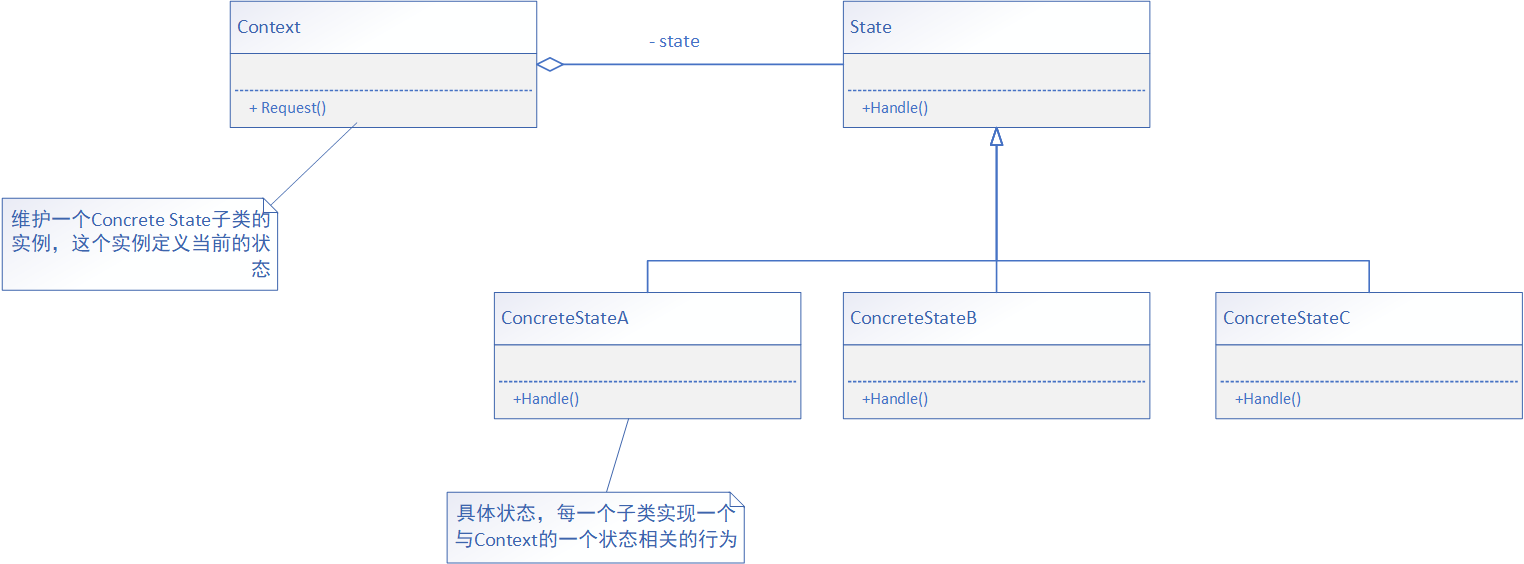 Context
- state
State
+ Request()
+Handle()
维护一个Concrete State子类的
实例，这个实例定义当前的状
态
ConcreteStateA
ConcreteStateB
ConcreteStateC
+Handle()
+Handle()
+Handle()
具体状态，每一个子类实现一个
与Context的一个状态相关的行为